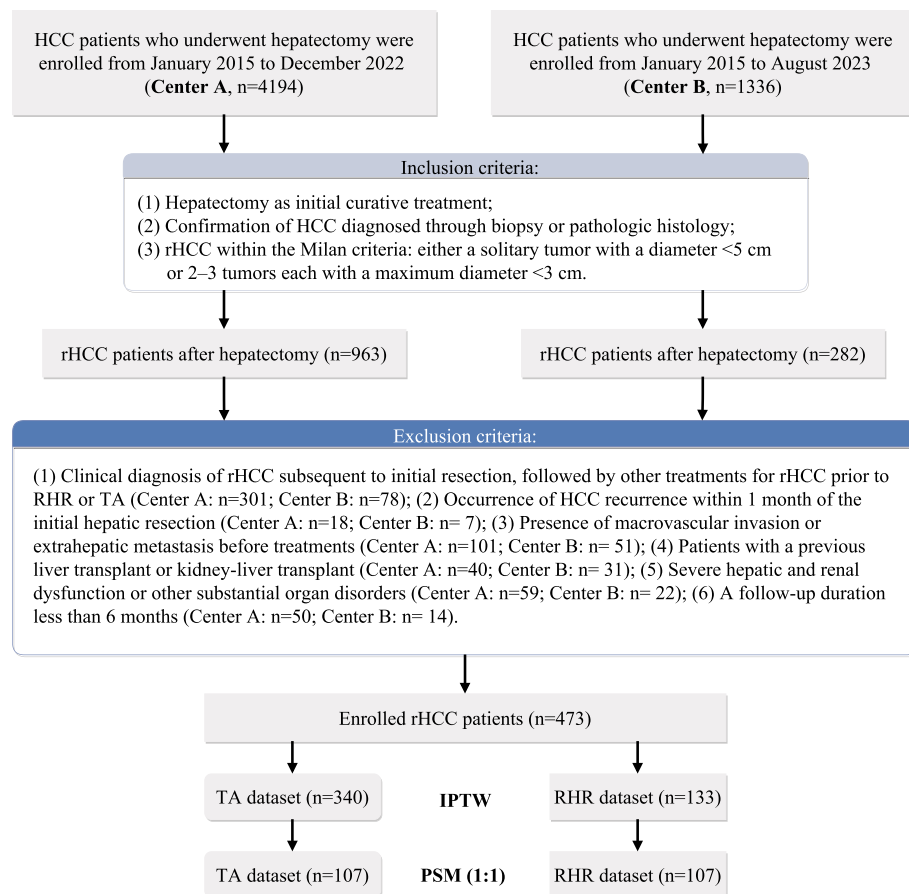 HCC patients who underwent hepatectomy were
enrolled from January 2015 to December 2022
(Center A, n=4194)
HCC patients who underwent hepatectomy were
enrolled from January 2015 to August 2023
(Center B, n=1336)
Inclusion criteria:
(1) Hepatectomy as initial curative treatment;
(2) Confirmation of HCC diagnosed through biopsy or pathologic histology;
(3) rHCC within the Milan criteria: either a solitary tumor with a diameter <5 cm
or 2–3 tumors each with a maximum diameter <3 cm.
rHCC patients after hepatectomy (n=963)
rHCC patients after hepatectomy (n=282)
Exclusion criteria:
(1) Clinical diagnosis of rHCC subsequent to initial resection, followed by other treatments for rHCC prior to
RHR or TA (Center A: n=301; Center B: n=78); (2) Occurrence of HCC recurrence within 1 month of the
initial hepatic resection (Center A: n=18; Center B: n= 7); (3) Presence of macrovascular invasion or
extrahepatic metastasis before treatments (Center A: n=101; Center B: n= 51); (4) Patients with a previous
liver transplant or kidney-liver transplant (Center A: n=40; Center B: n= 31); (5) Severe hepatic and renal
dysfunction or other substantial organ disorders (Center A: n=59; Center B: n= 22); (6) A follow-up duration
less than 6 months (Center A: n=50; Center B: n= 14).
Enrolled rHCC patients (n=473)
TA dataset (n=340)
IPTW
RHR dataset (n=133)
TA dataset (n=107)
PSM (1:1)
RHR dataset (n=107)